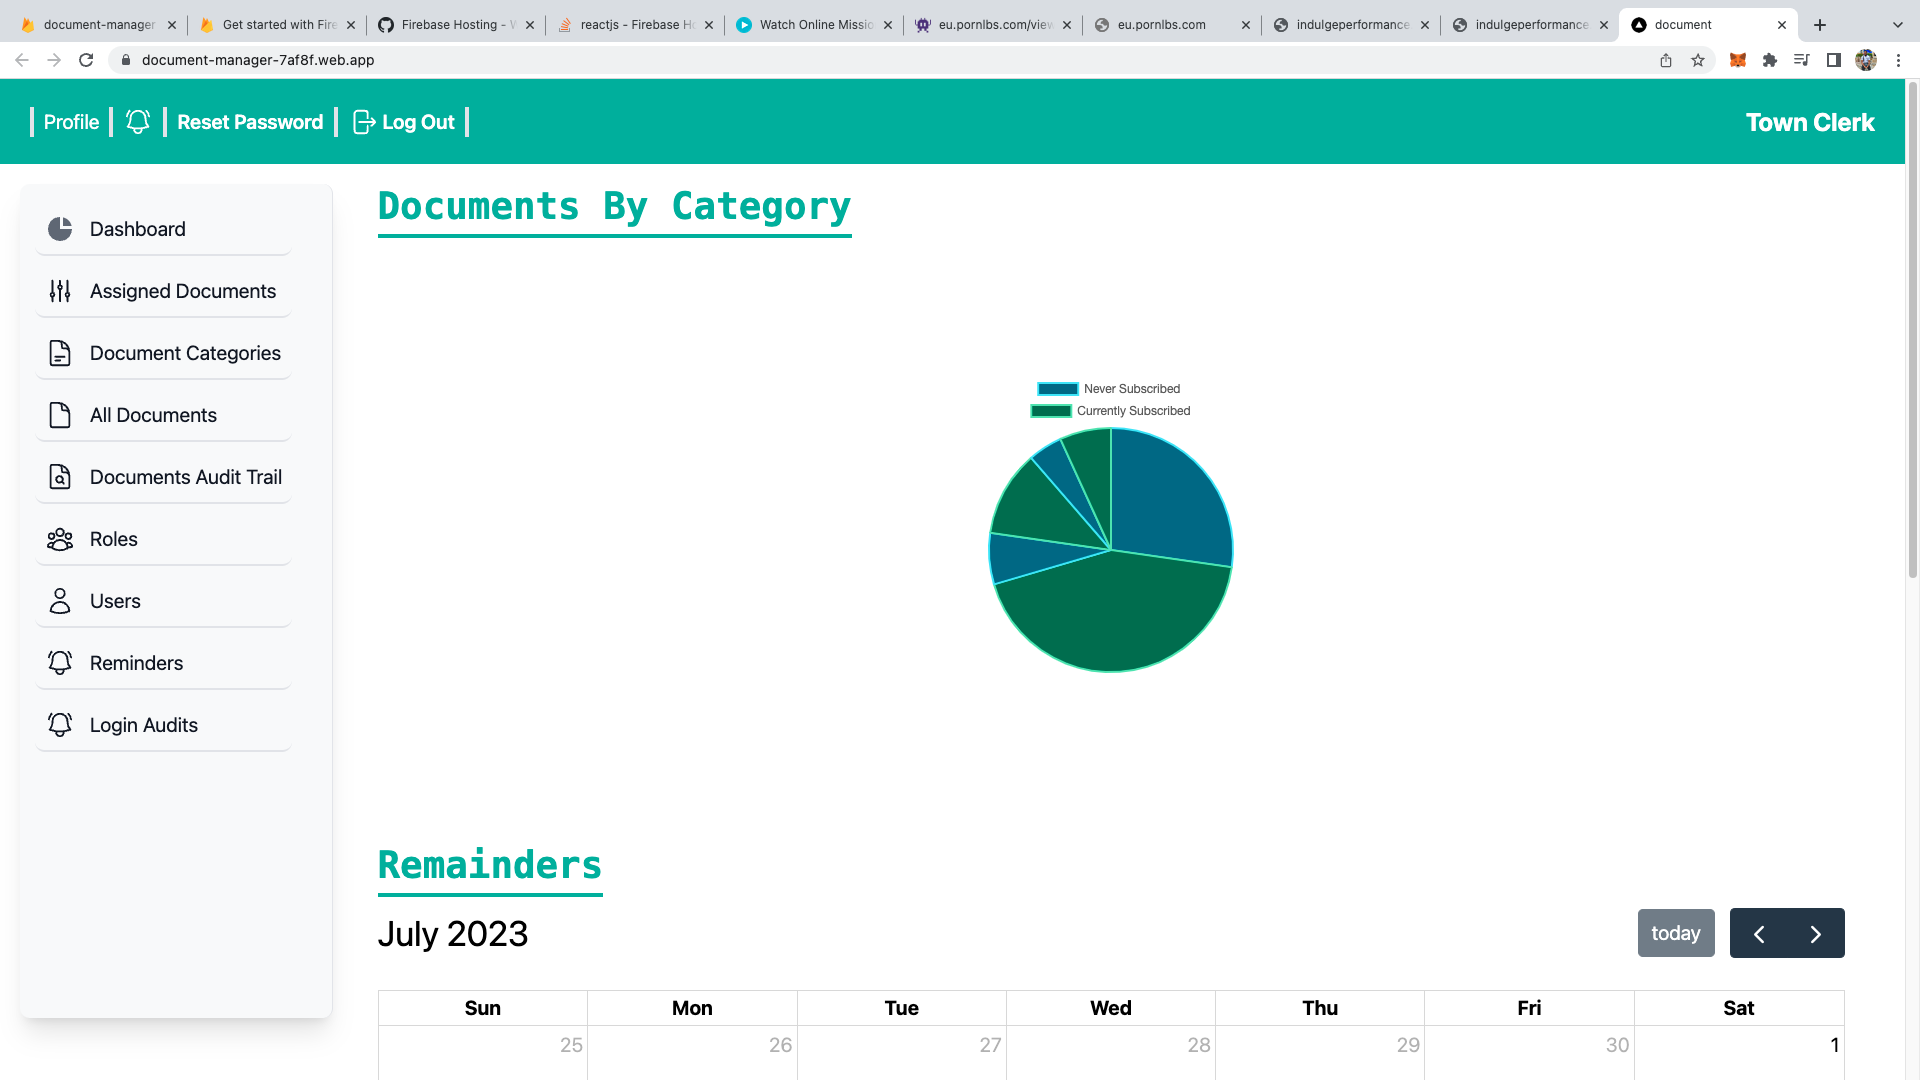 document-manager
Get started with Fire
Firebase Hosting -
reactjs - Firebase Ho
Watch Online Missio
eu.pornlbs.com/view
eu.pornlbs.com
indulgeperformance
indulgeperformance
document
document-manager-7af8f.web.app
Profile
Reset Password
Log Out
Town Clerk
Dashboard
Assigned Documents
Document Categories
All Documents
Documents Audit Trail
Roles
Users
Reminders
Login Audits
Documents By Category
Never Subscribed
Currently Subscribed
Remainders
July 2023
today
Sun Mon Tue Wed Thu Fri Sat
25 26 27 28 29 30 1